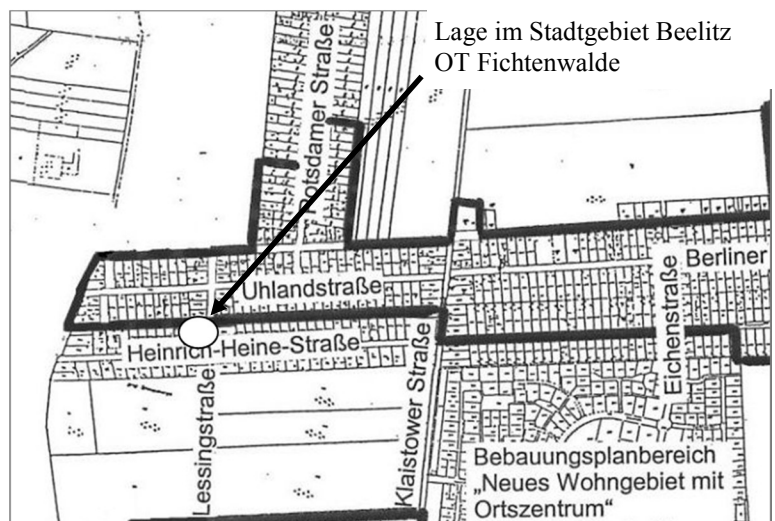 Lage im Stadtgebiet Beelitz
OT Fichtenwalde
Potsdamer Straße
Uhlandstraße
Berliner
Eichenstraße
Heinrich-Heine-Straße
Lessingstraße
Klaistower Straße
Bebauungsplanbereich
„Neues Wohngebiet mit
Ortszentrum“